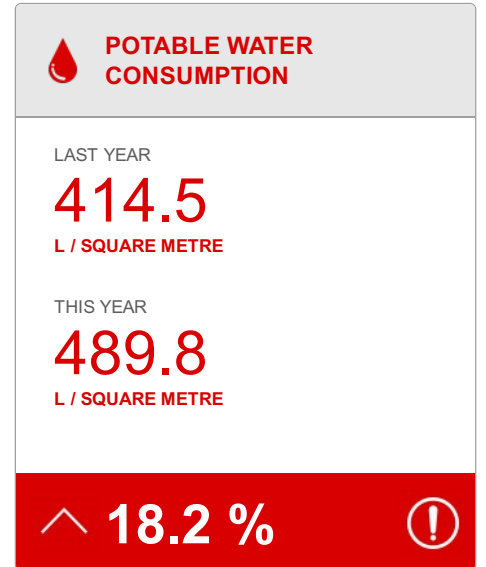 POTABLE WATER
CONSUMPTION
LAST YEAR
414.5
L / SQUARE METRE
THIS YEAR
489.8
L / SQUARE METRE
18.2 %